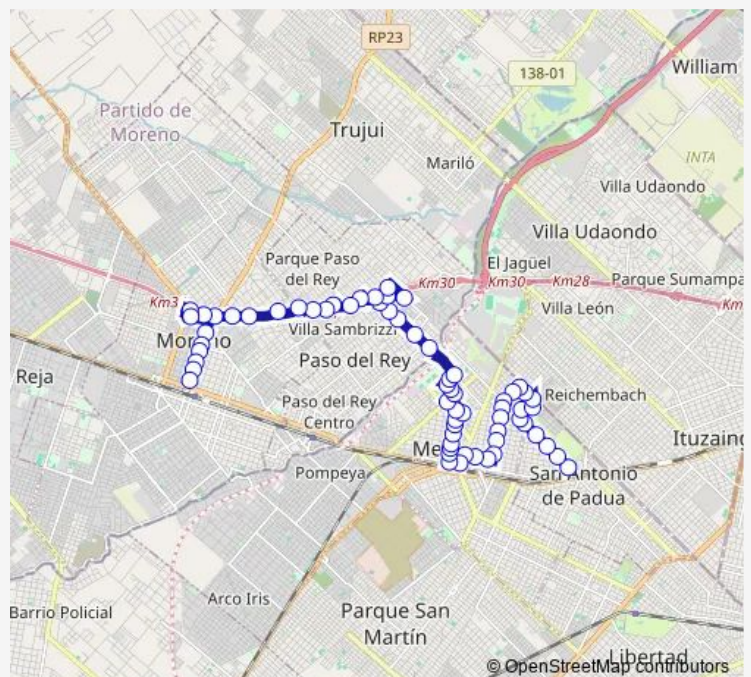 RP23
William
138-01
Partido de
Moreno
Trujui
Mariló
INTA
Villa Udaondo
Villa Udaondo
Parque Paso
del Rey
El Jagüel
Km30
Km30
Km28
Parque Sumampa
Km3
Km
Villa León
Villa Sambrizzi
Paso del Rey
Reja
Reichembach
Paso del Rey
Centro
Ituzaing
Pompeya
San Antonio
de Padua
Arco Iris
Barrio Policial
Parque San
Martín
Libertad
© OpenStreetMap contributors